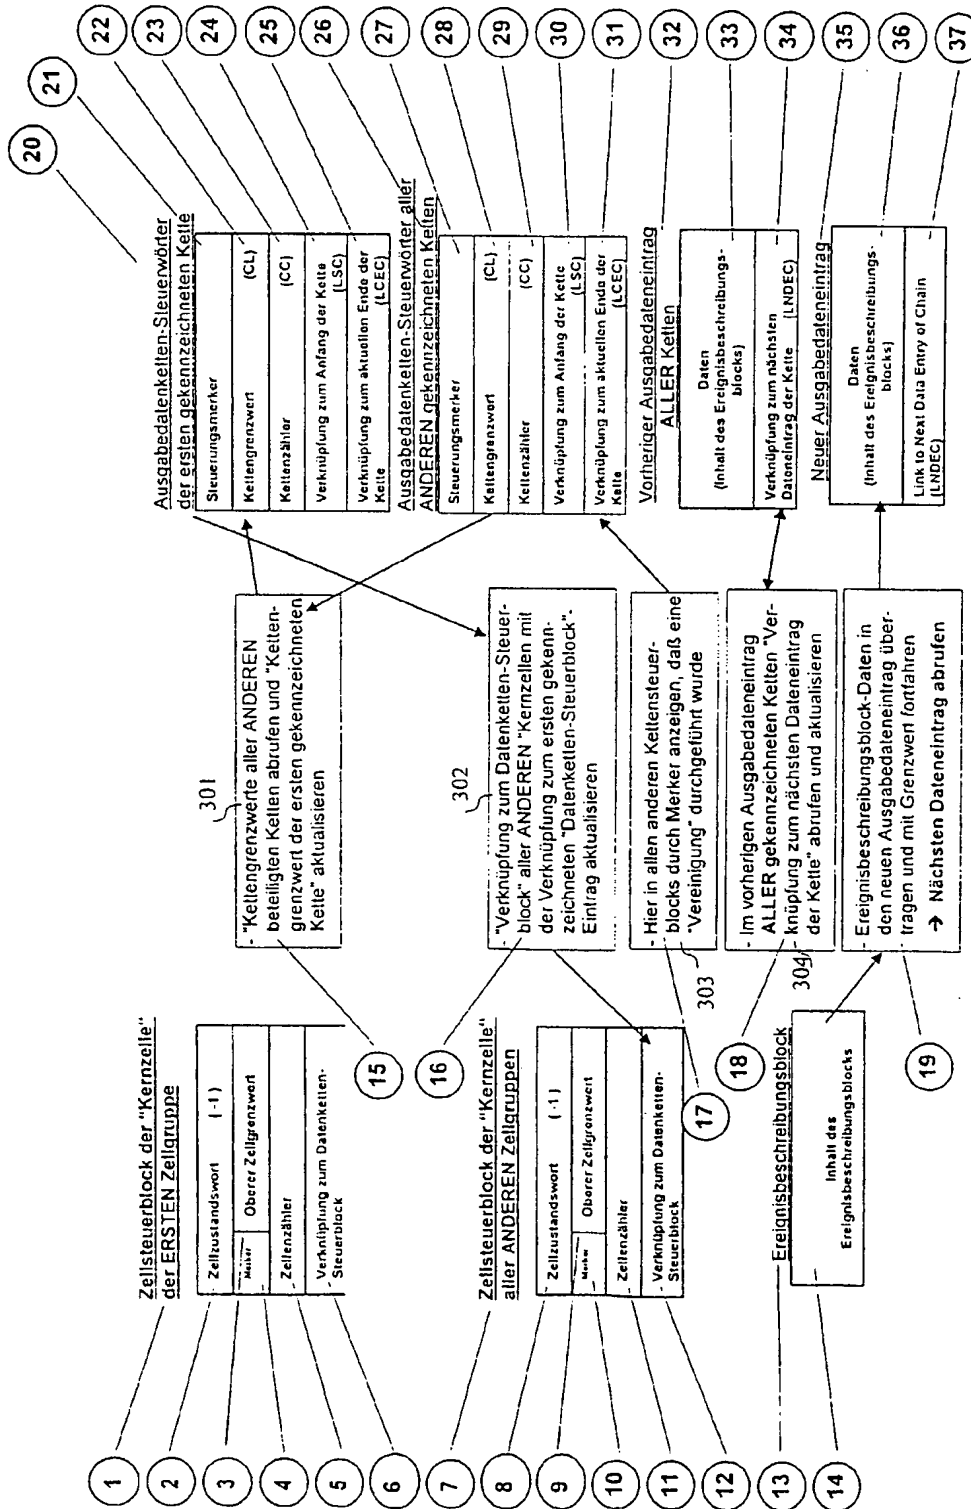 1
2
3
4
5
6
7
8
9
10
11
12
13
14
Zellsteuerblock der "Kernzelle"
der ERSTEN Zellgruppe
Zellzustandswort (-1)
Merker
Oberer Zellgrenzwert
Zellenzähler
Verknüpfung zum Datenketten-
Steuerblock
Zellsteuerblock der "Kernzelle"
aller ANDEREN Zellgruppen
Zellzustandswort (-1)
Merker
Oberer Zellgrenzwert
Zellenzähler
Verknüpfung zum Datenketten-
Steuerblock
Ereignisbeschreibungsblock
Inhalt des
Ereignisbeschreibungsblocks
15
16
17
18
19
301
- "Kettengrenzwerte aller ANDEREN
beteiligten Ketten abrufen und "Ketten-
grenzwert der ersten gekennzeichneten
Kette" aktualisieren
302
- "Verknüpfung zum Datenketten-Steuer-
block" aller ANDEREN "Kernzellen mit
der Verknüpfung zum ersten gekenn-
zeichneten "Datenketten-Steuerblock"-
Eintrag aktualisieren
- Hier in allen anderen Kettensteuer-
blocks durch Merker anzeigen, daß eine
"Vereinigung" durchgeführt wurde
303
- Im vorherigen Ausgabedateneintrag
ALLER gekennzeichneten Ketten "Ver-
knüpfung zum nächsten Dateneintrag
der Kette" abrufen und aktualisieren
304
- Ereignisbeschreibungsblock-Daten in
den neuen Ausgabedateneintrag über-
tragen und mit Grenzwert fortfahren
→ Nächsten Dateneintrag abrufen
Ausgabedatenketten-Steuerwörter
der ersten gekennzeichneten Kette
Steuerungsmerker
Kettengrenzwert (CL)
Kettenzähler (CC)
Verknüpfung zum Anfang der Kette
(LSC)
Verknüpfung zum aktuellen Ende der
Kette (LCEC)
Ausgabedatenketten-Steuerwörter aller
ANDEREN gekennzeichneten Ketten
Steuerungsmerker
Kettengrenzwort (CL)
Kettenzähler (CC)
Verknüpfung zum Anfang der Kette
(LSC)
Verknüpfung zum aktuellen Ende der
Kette (LCEC)
Vorheriger Ausgabedateneintrag
ALLER Ketten
Daten
(Inhalt des Ereignisbeschreibungs-
blocks)
Verknüpfung zum nächsten
Dateneintrag der Kette (LNDEC)
Neuer Ausgabedateneintrag
Daten
(Inhalt des Ereignisbeschreibungs-
blocks)
Link to Next Data Entry of Chain
(LNDEC)
20
21
22
23
24
25
26
27
28
29
30
31
32
33
34
35
36
37